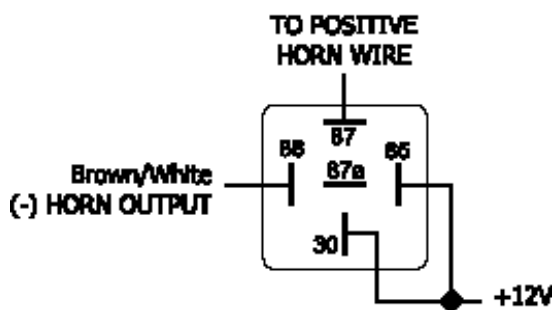 TO POSITIVE
HORN WIRE
87
86
87a
85
Brown/White
(-) HORN OUTPUT
30
+12V